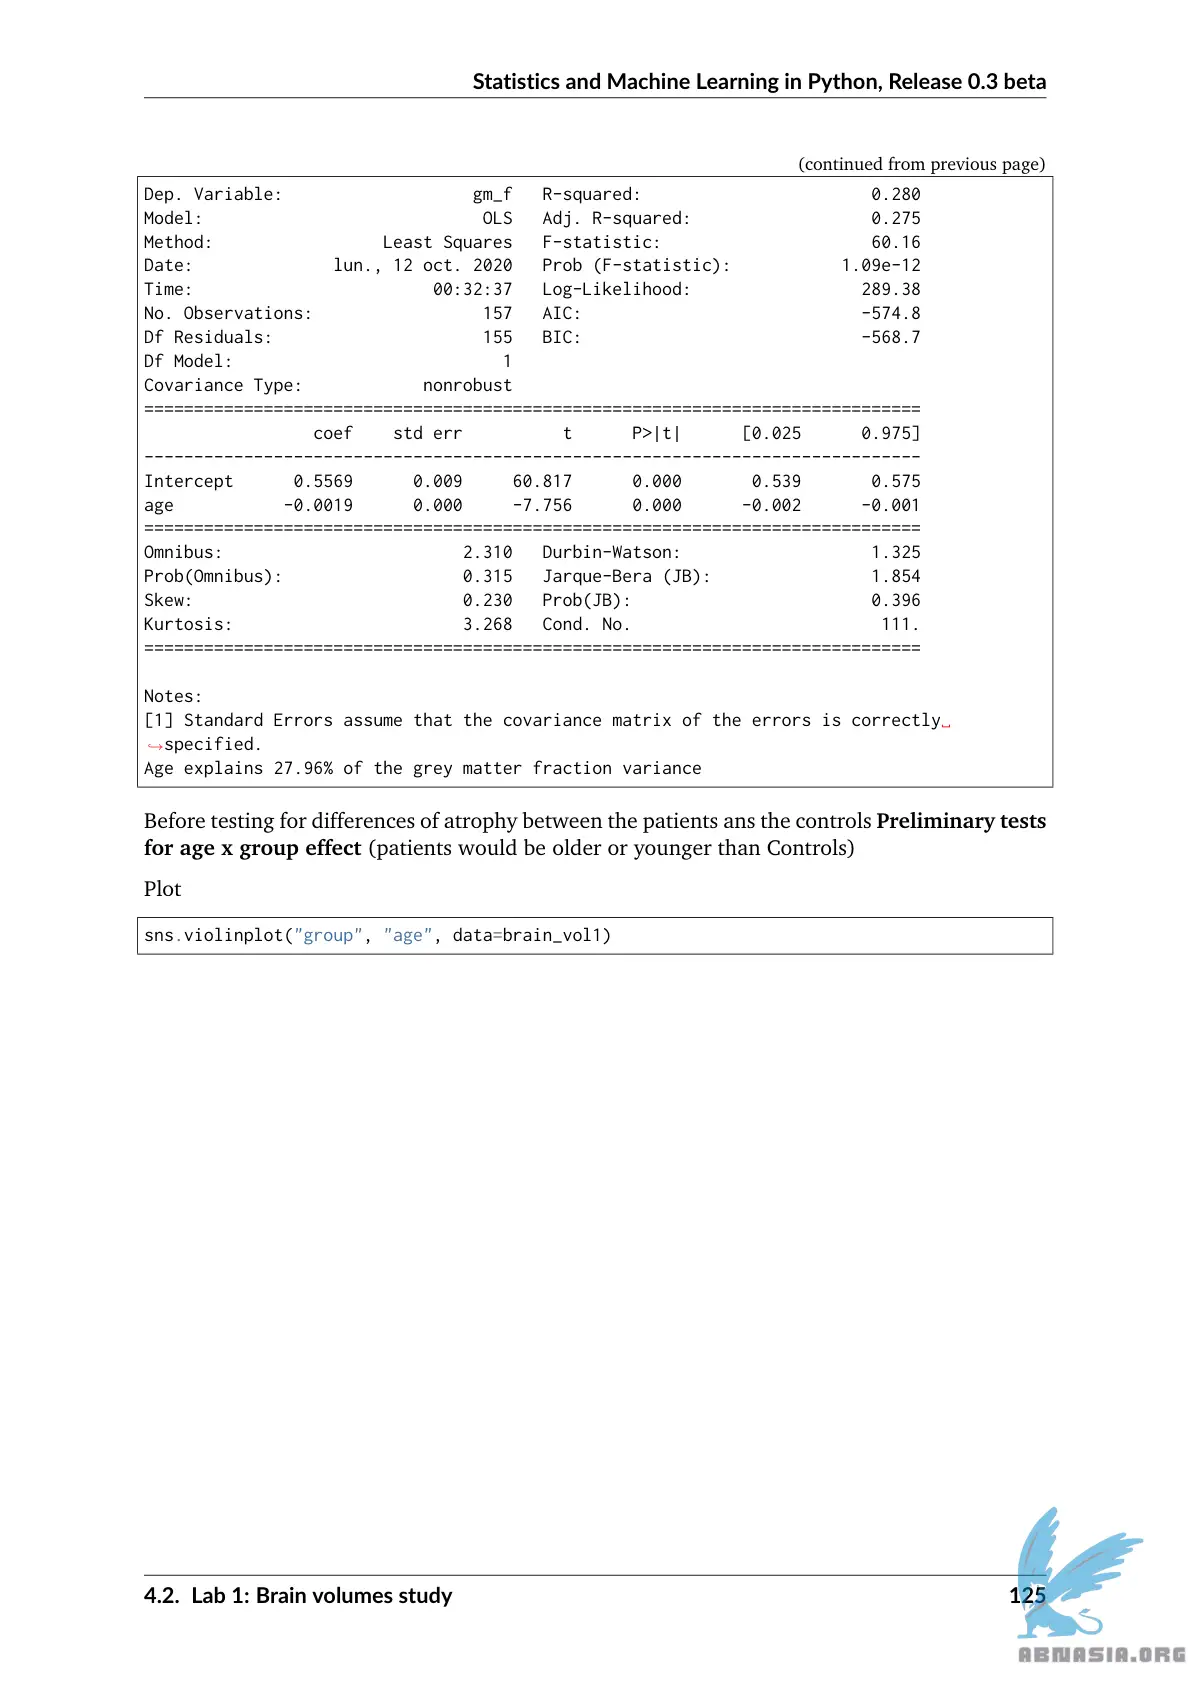 Statistics and Machine Learning in Python, Release 0.3 beta
(continued from previous page)
Dep. Variable:                   gm_f   R-squared:                       0.280
Model:                            OLS   Adj. R-squared:                  0.275
Method:                 Least Squares   F-statistic:                     60.16
Date:              lun., 12 oct. 2020   Prob (F-statistic):           1.09e-12
Time:                        00:32:37   Log-Likelihood:                 289.38
No. Observations:                 157   AIC:                            -574.8
Df Residuals:                     155   BIC:                            -568.7
Df Model:                           1
Covariance Type:            nonrobust
==============================================================================
                 coef    std err          t      P>|t|      [0.025      0.975]
------------------------------------------------------------------------------
Intercept      0.5569      0.009     60.817      0.000       0.539       0.575
age           -0.0019      0.000     -7.756      0.000      -0.002      -0.001
==============================================================================
Omnibus:                        2.310   Durbin-Watson:                   1.325
Prob(Omnibus):                  0.315   Jarque-Bera (JB):                1.854
Skew:                           0.230   Prob(JB):                        0.396
Kurtosis:                       3.268   Cond. No.                         111.
==============================================================================
Notes:
[1] Standard Errors assume that the covariance matrix of the errors is correctly␣
↪specified.
Age explains 27.96% of the grey matter fraction variance
Before testing for differences of atrophy between the patients ans the controls Preliminary tests
for age x group effect (patients would be older or younger than Controls)
Plot
sns.violinplot("group", "age", data=brain_vol1)
4.2. Lab 1: Brain volumes study 125
ABNASIA.ORG